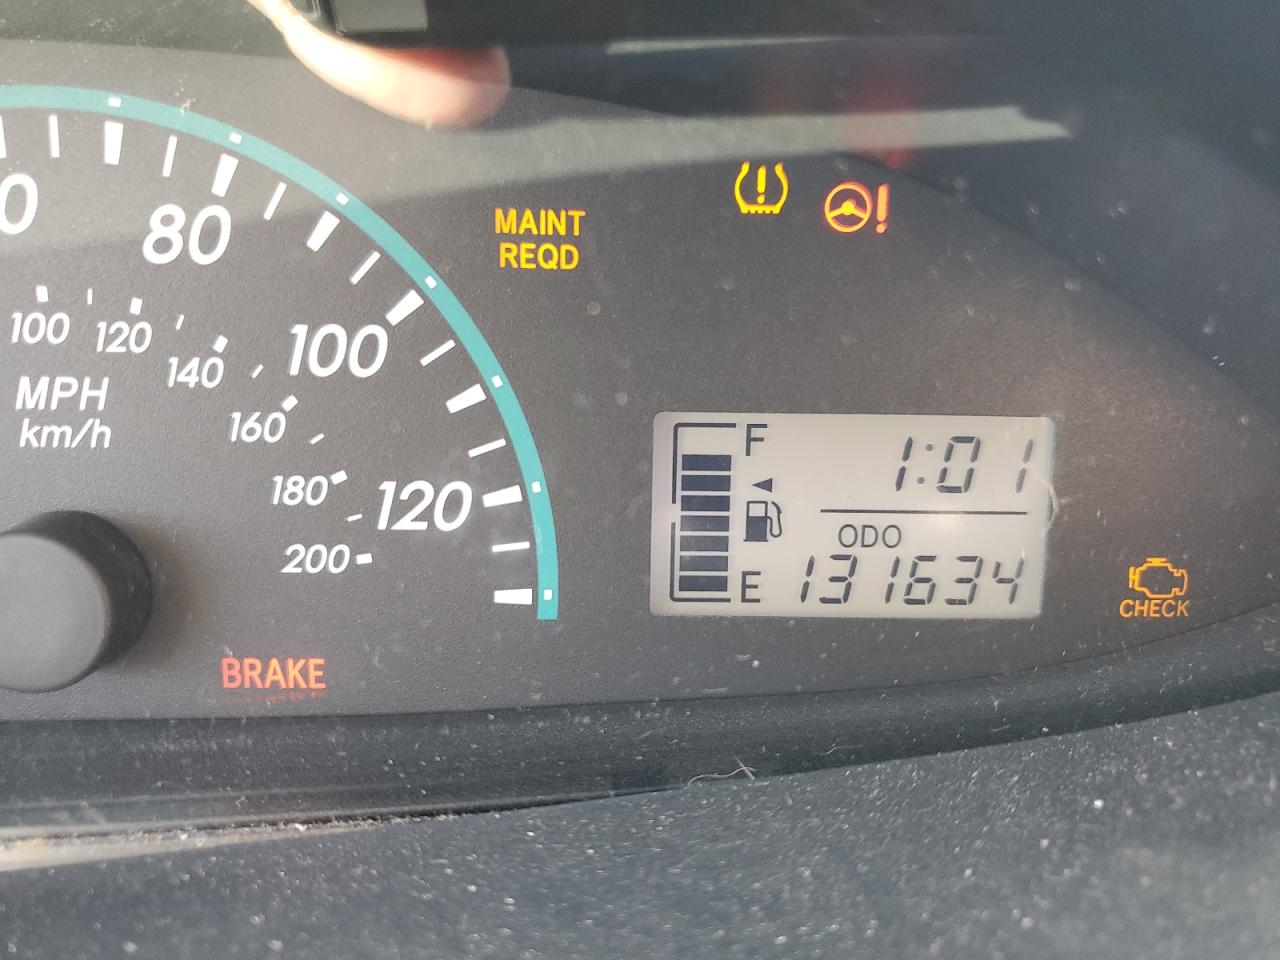 0
80
100
120
MAINT
REQD
100
120
140
160
180
200
MPH
km/h
BRAKE
F
1:01
ODO
E
131634
CHECK